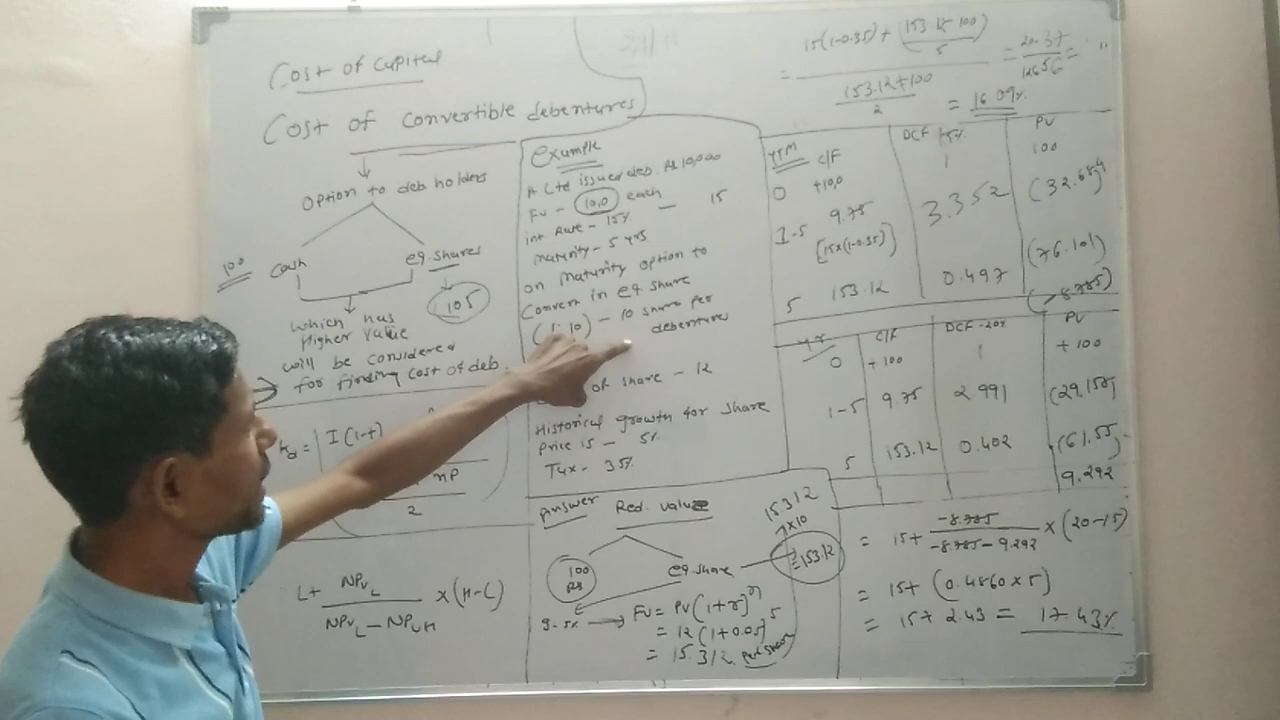 Cost of Capital
Cost of Convertible debentures
Option to deb holders
100
Cash
eq. shares
105
which has
Higher Value
will be considered
for finding cost of deb.
Kd = I(1-t)
np
2
L+ NPVL
NPVL - NPVH
× (H-L)
Example
A Ltd issued deb. Rs 10,000
FV - 100 each
int Rate - 15% — 15
Maturity - 5 yrs
on maturity option to
Convert in eq share
(1:10) - 10 share per
debenture
of share - 12
Historical growth for share
Price is - 5%
Tax - 35%
Answer
Red. value
100
Rs
eq. share
15.312
× 10
= 153.12
g - 5% → FV = PV(1+r)^n
= 12(1+0.05)^5
= 15.312 per share
15(1-0.35) + (153.12-100)
5
=
153.12+100
2
= 20.37
126.56
=
= 16.09%
YTM
C/F
DCF 15%
PV
0
+100
1
100
1-5
9.75
[15x(1-0.35)]
3.352
5
153.12
0.497
(76.101)
(-8.785)
Yr
C/F
DCF - 20%
PV
0
+100
1
+100
1-5
9.75
2.991
5
153.12
0.402
(61.55)
9.292
= 15+ -8.785
-8.785 - 9.292
× (20-15)
= 15+ (0.4860×5)
= 15+ 2.43 = 17.43%